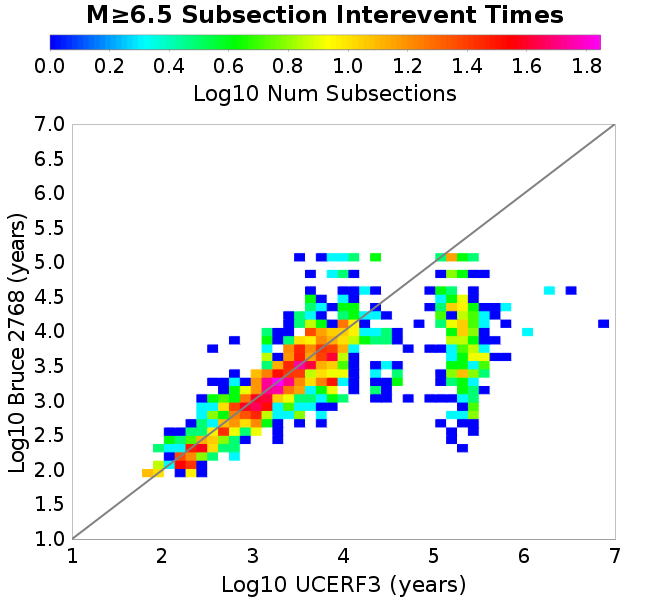 M≥6.5 Subsection Interevent Times
0.0 0.2 0.4 0.6 0.8 1.0 1.2 1.4 1.6 1.8
Log10 Num Subsections
7.0
6.5
6.0
5.5
5.0
4.5
4.0
3.5
3.0
2.5
2.0
1.5
1.0
Log10 Bruce 2768 (years)
1 2 3 4 5 6 7
Log10 UCERF3 (years)